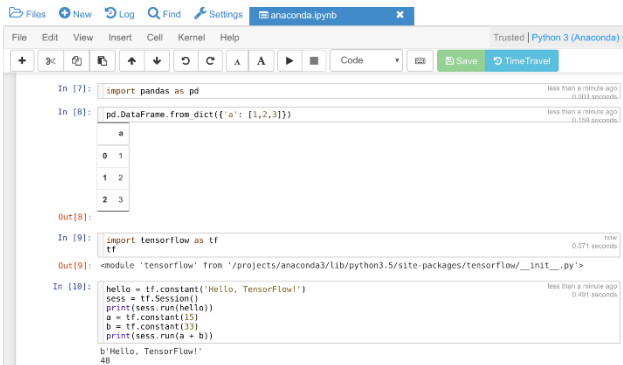 Files New Log Find Settings anaconda.ipynb ×
File Edit View Insert Cell Kernel Help Trusted | Python 3 (Anaconda)
A A Code Save TimeTravel
In [7]: import pandas as pd less than a minute ago
0.003 seconds
In [8]: pd.DataFrame.from_dict({'a': [1,2,3]}) less than a minute ago
0.159 seconds
a
0 1
1 2
2 3
Out[8]:
In [9]: import tensorflow as tf now
tf 0.071 seconds
Out[9]: <module 'tensorflow' from '/projects/anaconda3/lib/python3.5/site-packages/tensorflow/__init__.py'>
In [10]: hello = tf.constant('Hello, TensorFlow!') less than a minute ago
sess = tf.Session() 0.491 seconds
print(sess.run(hello))
a = tf.constant(15)
b = tf.constant(33)
print(sess.run(a + b))
b'Hello, TensorFlow!'
48